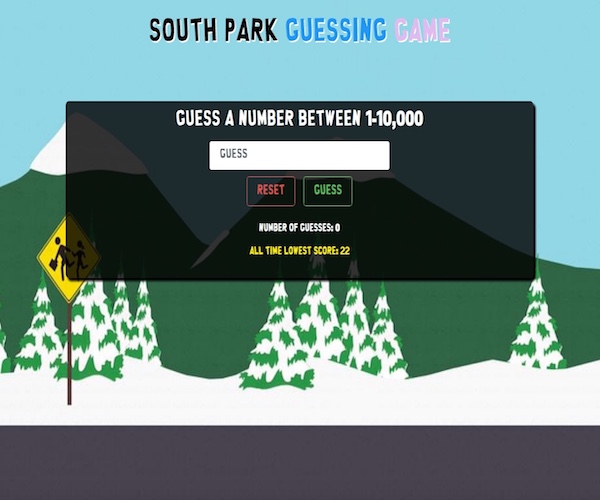 SOUTH PARK GUESSING GAME
GUESS A NUMBER BETWEEN 1-10,000
GUESS
RESET GUESS
NUMBER OF GUESSES: 0
ALL TIME LOWEST SCORE: 22